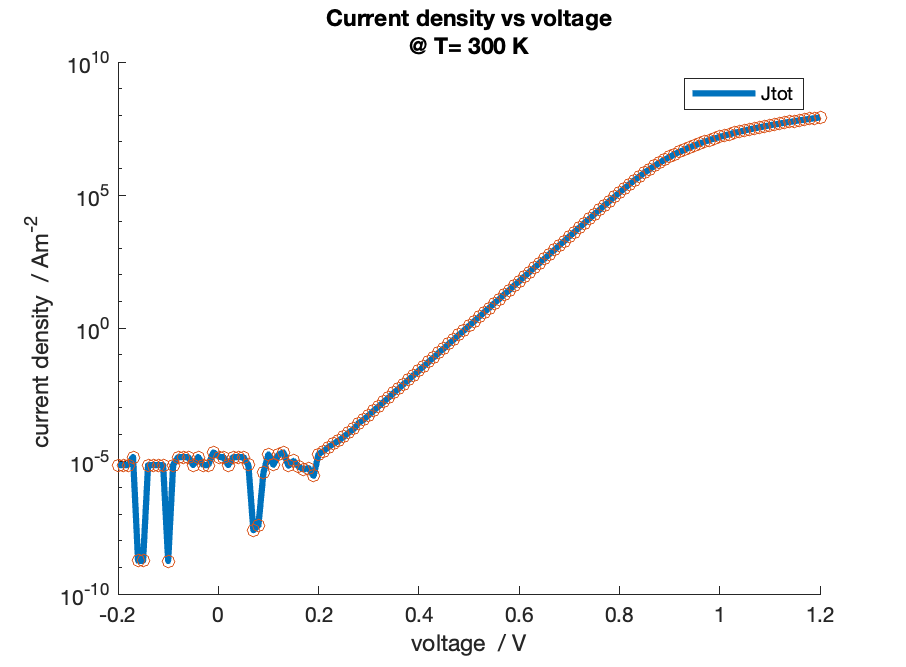 Current density vs voltage
@ T= 300 K
Jtot
10^10
10^5
10^0
10^-5
10^-10
current density / Am^-2
-0.2
0
0.2
0.4
0.6
0.8
1
1.2
voltage / V